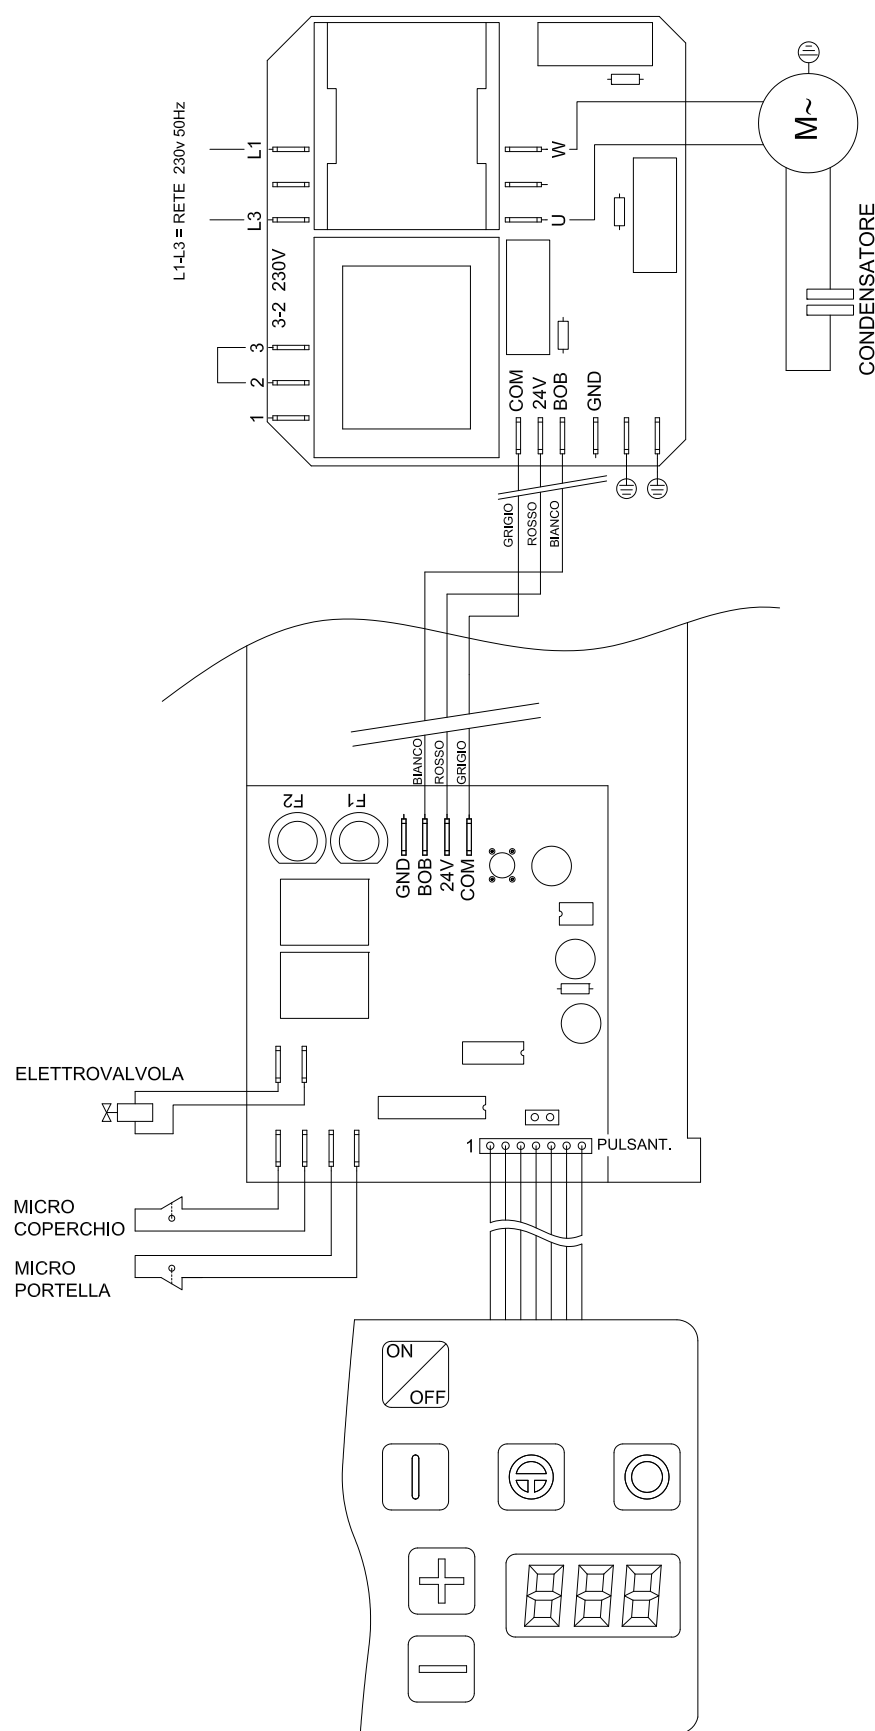 L1-L3 = RETE 230v 50Hz
L1
L3
3-2 230V
3
2
1
W
U
M~
CONDENSATORE
COM
24V
BOB
GND
GRIGIO
ROSSO
BIANCO
BIANCO
ROSSO
GRIGIO
F2
F1
GND
BOB
24V
COM
ELETTROVALVOLA
1
PULSANT.
MICRO
COPERCHIO
MICRO
PORTELLA
ON
OFF
888